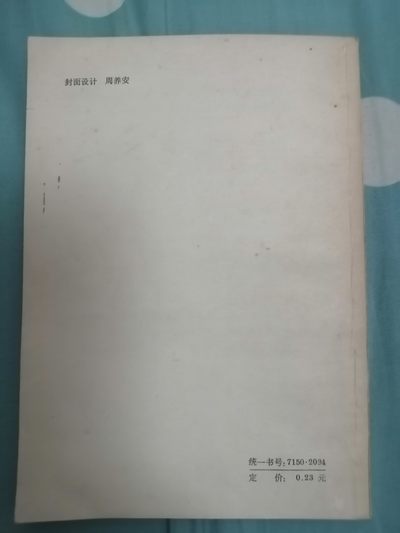 封面设计 周养安
统一书号：7150·2094
定 价： 0.23 元